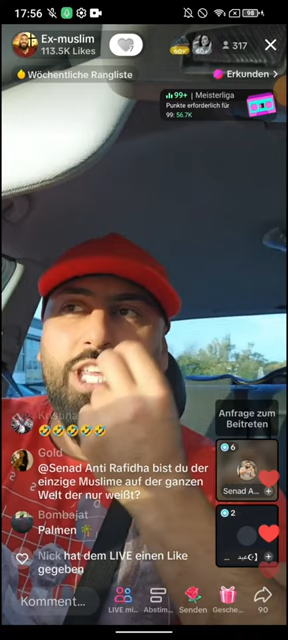 17:56
98
Ex-muslim
113.5K Likes
317
Wöchentliche Rangliste
Erkunden >
99+ | Meisterliga
Punkte erforderlich für
99: 56.7K
Anfrage zum
Beitreten
6
Senad A...
2
Kristina
🤣🤣🤣🤣🤣
Gold
@Senad Anti Rafidha bist du der
einzige Muslime auf der ganzen
Welt der nur weißt?
Bombajat
Palmen 🌴
Nick hat dem LIVE einen Like
gegeben
Komment...
LIVE mi...
Abstim...
Senden
Gesche...
90